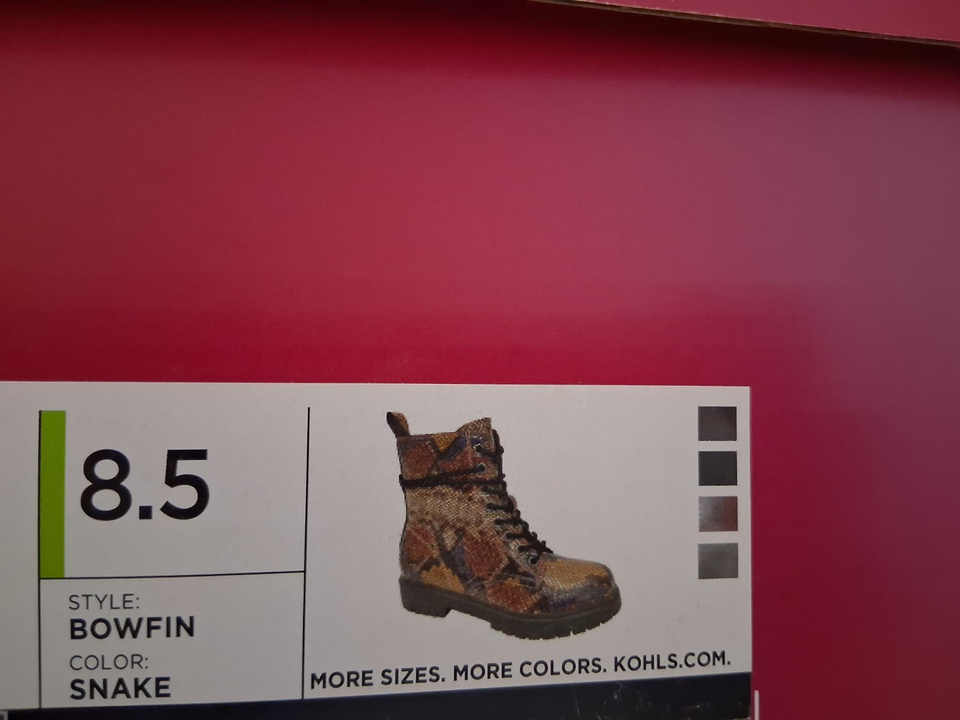 8.5
STYLE:
BOWFIN
COLOR:
SNAKE
MORE SIZES. MORE COLORS. KOHLS.COM.